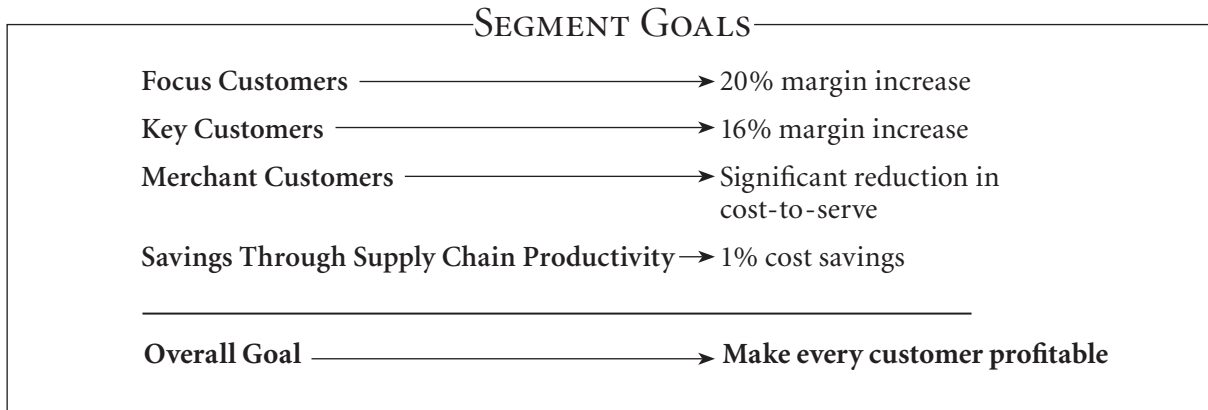 Segment Goals
Focus Customers 20% margin increase
Key Customers 16% margin increase
Merchant Customers Significant reduction in
cost-to-serve
Savings Through Supply Chain Productivity 1% cost savings
Overall Goal Make every customer profitable